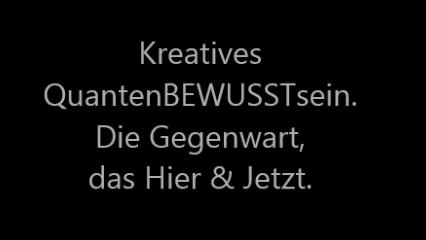 Kreatives
QuantenBEWUSSTsein.
Die Gegenwart,
das Hier & Jetzt.